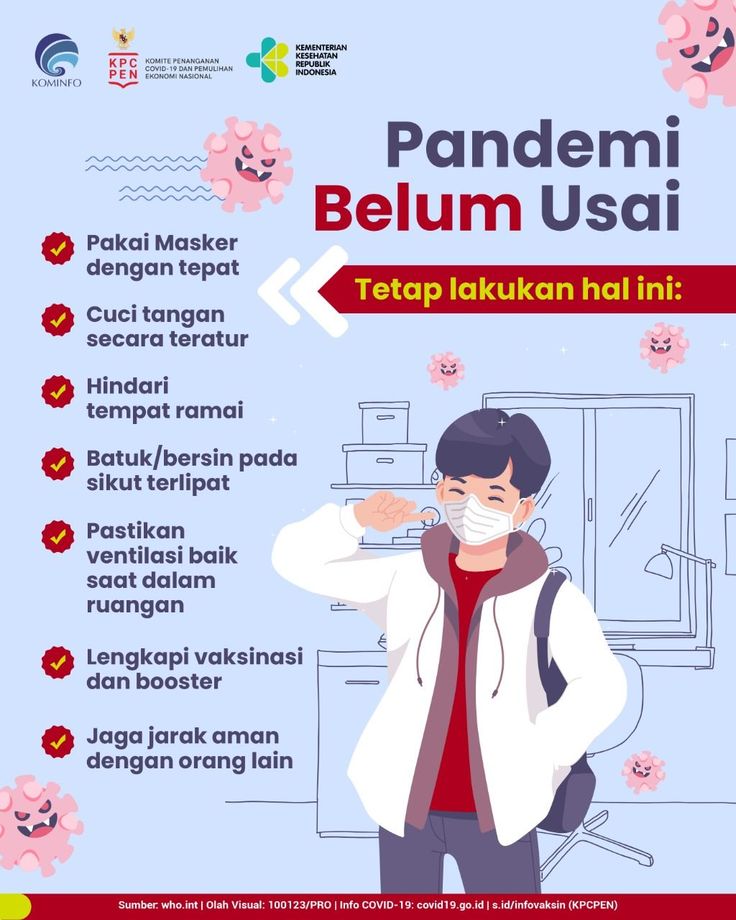 KOMINFO
KPC
PEN
KOMITE PENANGANAN
COVID-19 DAN PEMULIHAN
EKONOMI NASIONAL
KEMENTERIAN
KESEHATAN
REPUBLIK
INDONESIA
Pandemi
Belum Usai
Tetap lakukan hal ini:
Pakai Masker
dengan tepat
Cuci tangan
secara teratur
Hindari
tempat ramai
Batuk/bersin pada
sikut terlipat
Pastikan
ventilasi baik
saat dalam
ruangan
Lengkapi vaksinasi
dan booster
Jaga jarak aman
dengan orang lain
Sumber: who.int | Olah Visual: 100123/PRO | Info COVID-19: covid19.go.id | s.id/infovaksin (KPCPEN)